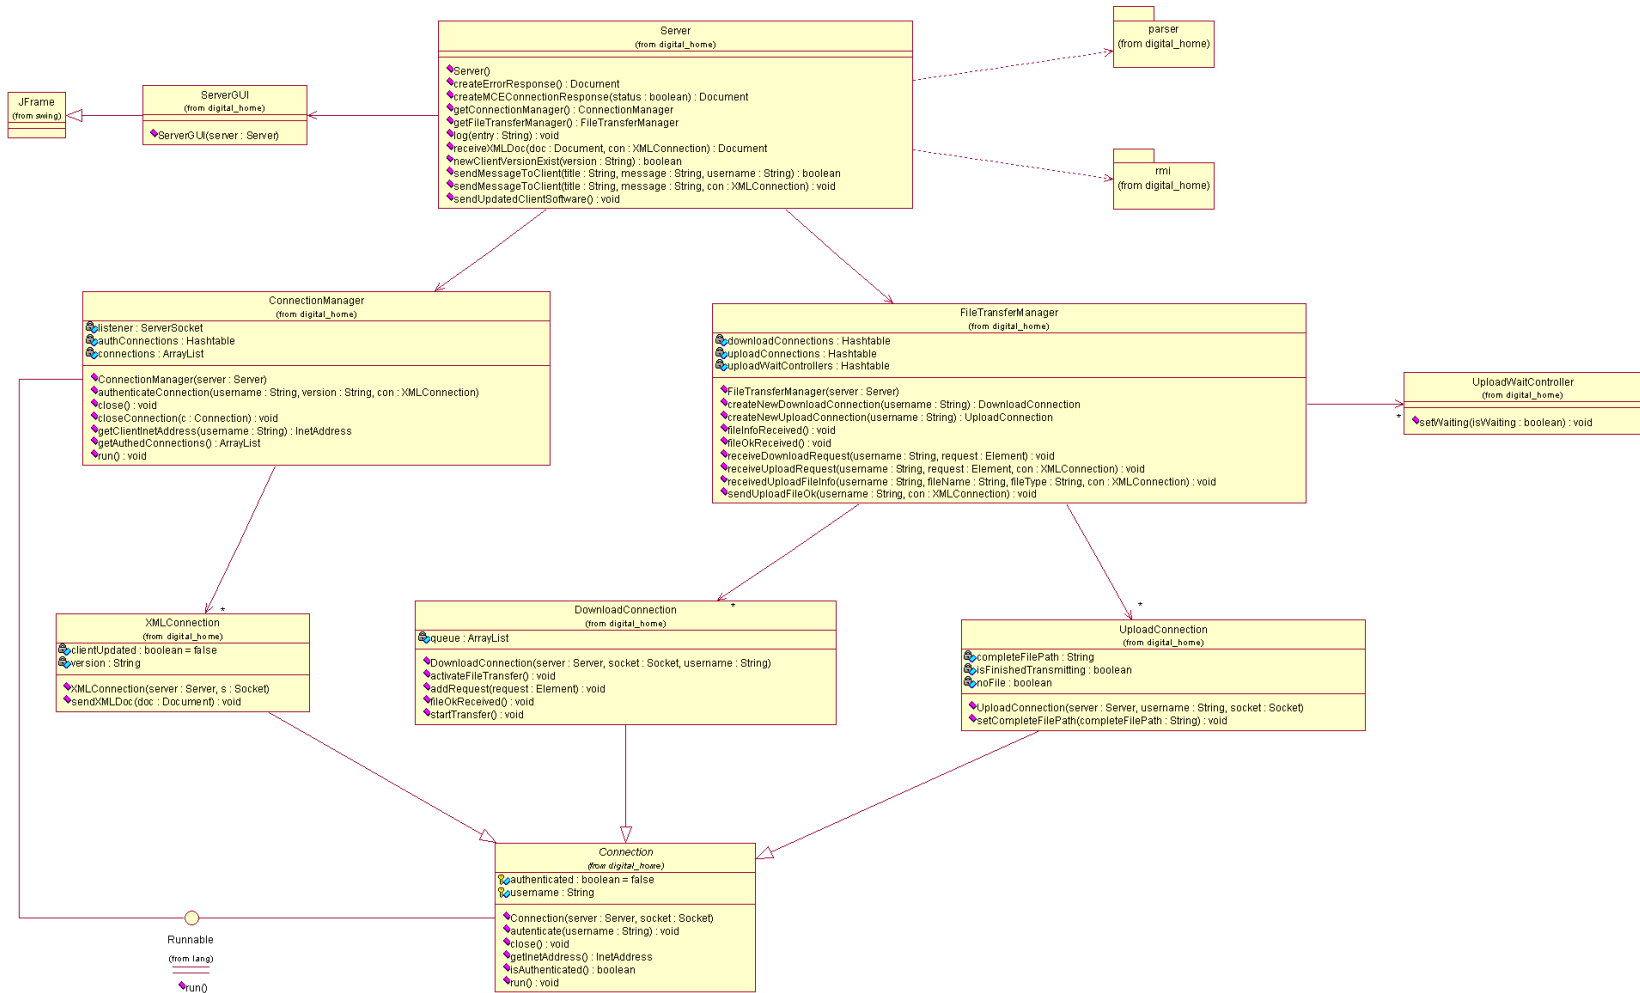 Server
(from digital_home)
Server()
createErrorResponse() : Document
createMCEConnectionResponse(status : boolean) : Document
getConnectionManager() : ConnectionManager
getFileTransferManager() : FileTransferManager
log(entry : String) : void
receiveXMLDoc(doc : Document, con : XMLConnection) : Document
newClientVersionExist(version : String) : boolean
sendMessageToClient(title : String, message : String, username : String) : boolean
sendMessageToClient(title : String, message : String, con : XMLConnection) : void
sendUpdatedClientSoftware() : void
parser
(from digital_home)
JFrame
(from swing)
ServerGUI
(from digital_home)
ServerGUI(server : Server)
rmi
(from digital_home)
ConnectionManager
(from digital_home)
listener : ServerSocket
authConnections : Hashtable
connections : ArrayList
ConnectionManager(server : Server)
authenticateConnection(username : String, version : String, con : XMLConnection)
close() : void
closeConnection(c : Connection) : void
getClientInetAddress(username : String) : InetAddress
getAuthedConnections() : ArrayList
run() : void
FileTransferManager
(from digital_home)
downloadConnections : Hashtable
uploadConnections : Hashtable
uploadWaitControllers : Hashtable
FileTransferManager(server : Server)
createNewDownloadConnection(username : String) : DownloadConnection
createNewUploadConnection(username : String) : UploadConnection
fileInfoReceived() : void
fileOkReceived() : void
receiveDownloadRequest(username : String, request : Element) : void
receiveUploadRequest(username : String, request : Element, con : XMLConnection) : void
receivedUploadFileInfo(username : String, fileName : String, fileType : String, con : XMLConnection) : void
sendUploadFileOk(username : String, con : XMLConnection) : void
UploadWaitController
(from digital_home)
*
setWaiting(isWaiting : boolean) : void
*
XMLConnection
(from digital_home)
clientUpdated : boolean = false
version : String
XMLConnection(server : Server, s : Socket)
sendXMLDoc(doc : Document) : void
*
DownloadConnection
(from digital_home)
queue : ArrayList
DownloadConnection(server : Server, socket : Socket, username : String)
activateFileTransfer() : void
addRequest(request : Element) : void
fileOkReceived() : void
startTransfer() : void
*
UploadConnection
(from digital_home)
completeFilePath : String
isFinishedTransmitting : boolean
noFile : boolean
UploadConnection(server : Server, username : String, socket : Socket)
setCompleteFilePath(completeFilePath : String) : void
Connection
(from digital_home)
authenticated : boolean = false
username : String
Connection(server : Server, socket : Socket)
autenticate(username : String) : void
close() : void
getInetAddress() : InetAddress
isAuthenticated() : boolean
run() : void
Runnable
(from lang)
run()